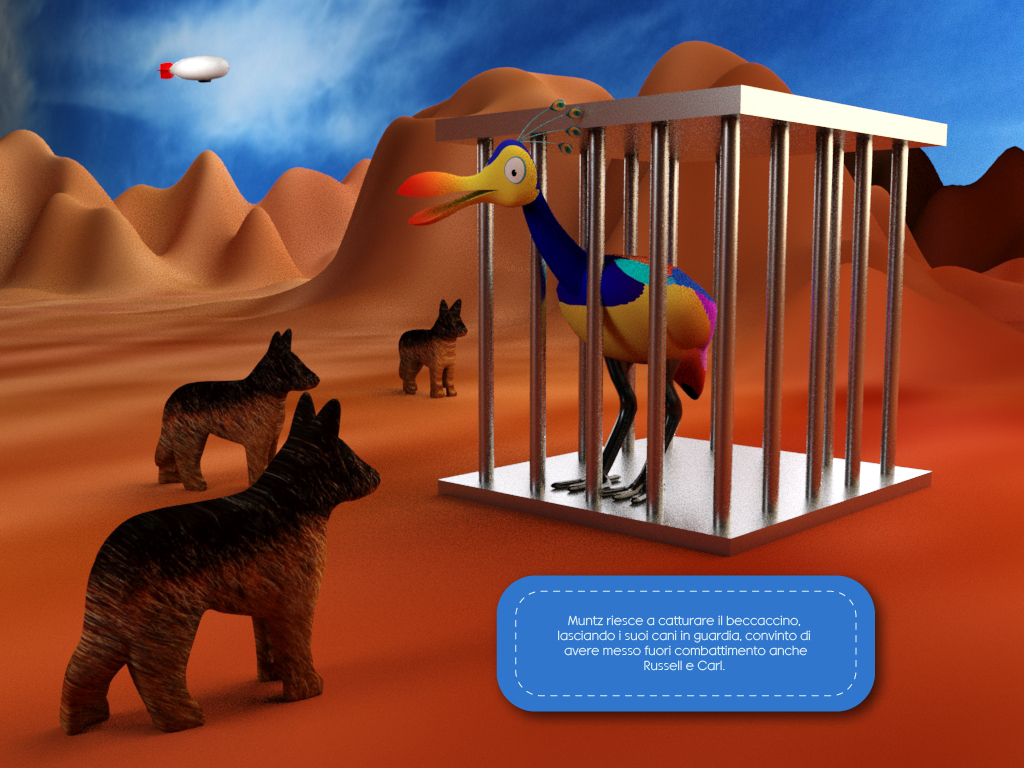 Muntz riesce a catturare il beccaccino,
lasciando i suoi cani in guardia, convinto di
avere messo fuori combattimento anche
Russell e Carl.